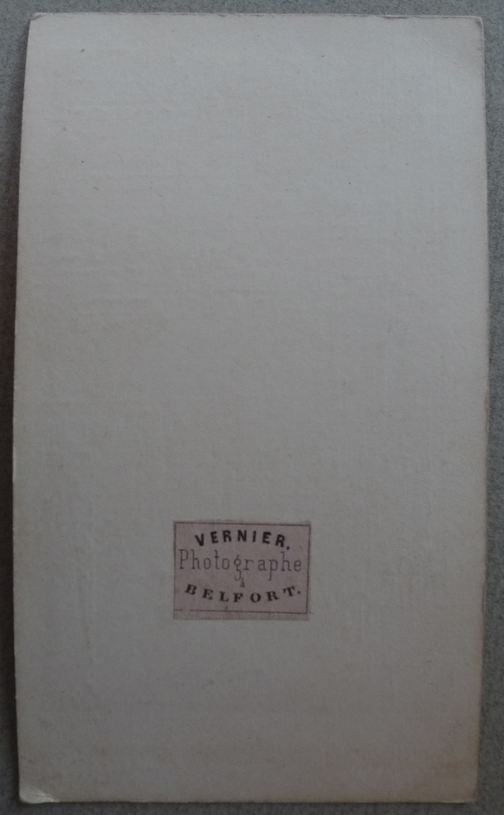 VERNIER,
Photographe
à
BELFORT.